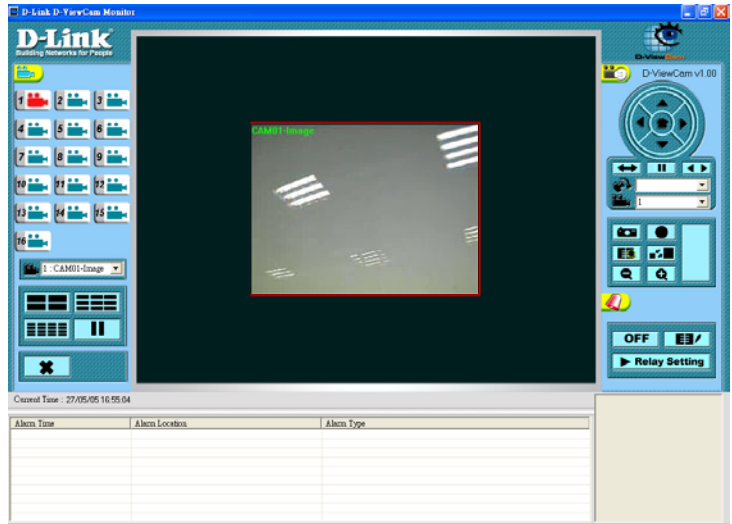 D-Link D-ViewCam Monitor
D-Link
Building Networks for People
D-ViewCam
D-ViewCam v1.00
1 2 3
4 5 6
7 8 9
10 11 12
13 14 15
16
CAM01-Image
1
1 : CAM01-Image
OFF
Relay Setting
Current Time : 27/05/05 16:55:04
Alarm Time Alarm Location Alarm Type